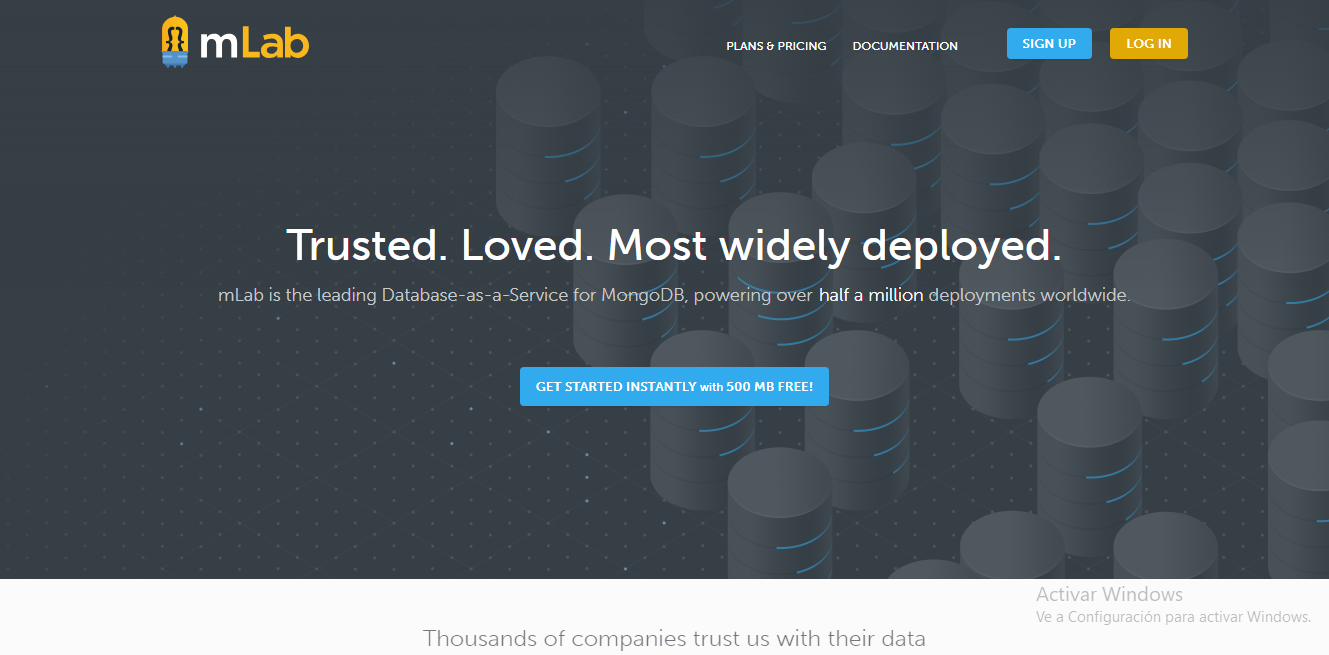 mLab
PLANS & PRICING
DOCUMENTATION
SIGN UP
LOG IN
Trusted. Loved. Most widely deployed.
mLab is the leading Database-as-a-Service for MongoDB, powering over half a million deployments worldwide.
GET STARTED INSTANTLY with 500 MB FREE!
Activar Windows
Ve a Configuración para activar Windows.
Thousands of companies trust us with their data